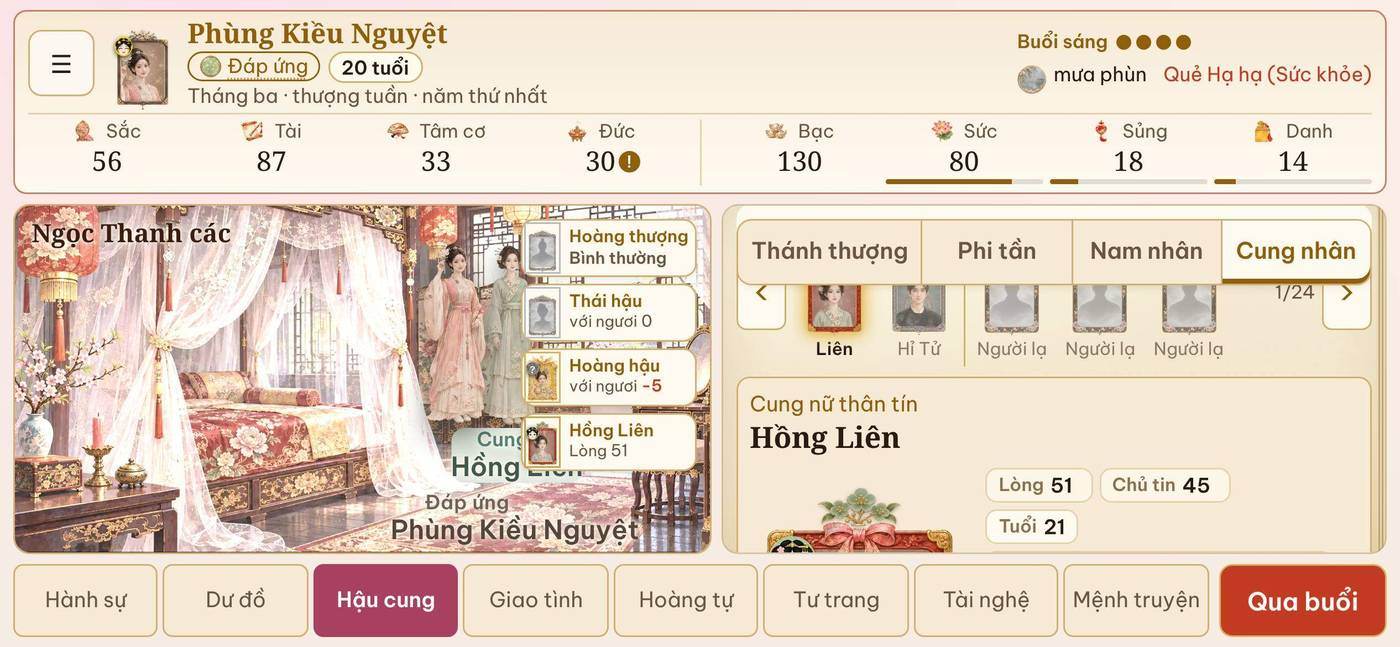 ☰
Phùng Kiều Nguyệt
Đáp ứng
20 tuổi
Tháng ba · thượng tuần · năm thứ nhất
Buổi sáng
mưa phùn
Quẻ Hạ hạ (Sức khỏe)
Sắc
56
Tài
87
Tâm cơ
33
Đức
30 !
Bạc
130
Sức
80
Sủng
18
Danh
14
Ngọc Thanh các
Hoàng thượng
Bình thường
Thái hậu
với ngươi 0
Hoàng hậu
với ngươi -5
Hồng Liên
Lòng 51
Cung
Hồng Liên
Đáp ứng
Phùng Kiều Nguyệt
Thánh thượng
Phi tần
Nam nhân
Cung nhân
1/24
Liên
Hỉ Tử
Người lạ
Người lạ
Người lạ
Cung nữ thân tín
Hồng Liên
Lòng 51
Chủ tin 45
Tuổi 21
Hành sự
Dư đồ
Hậu cung
Giao tình
Hoàng tự
Tư trang
Tài nghệ
Mệnh truyện
Qua buổi